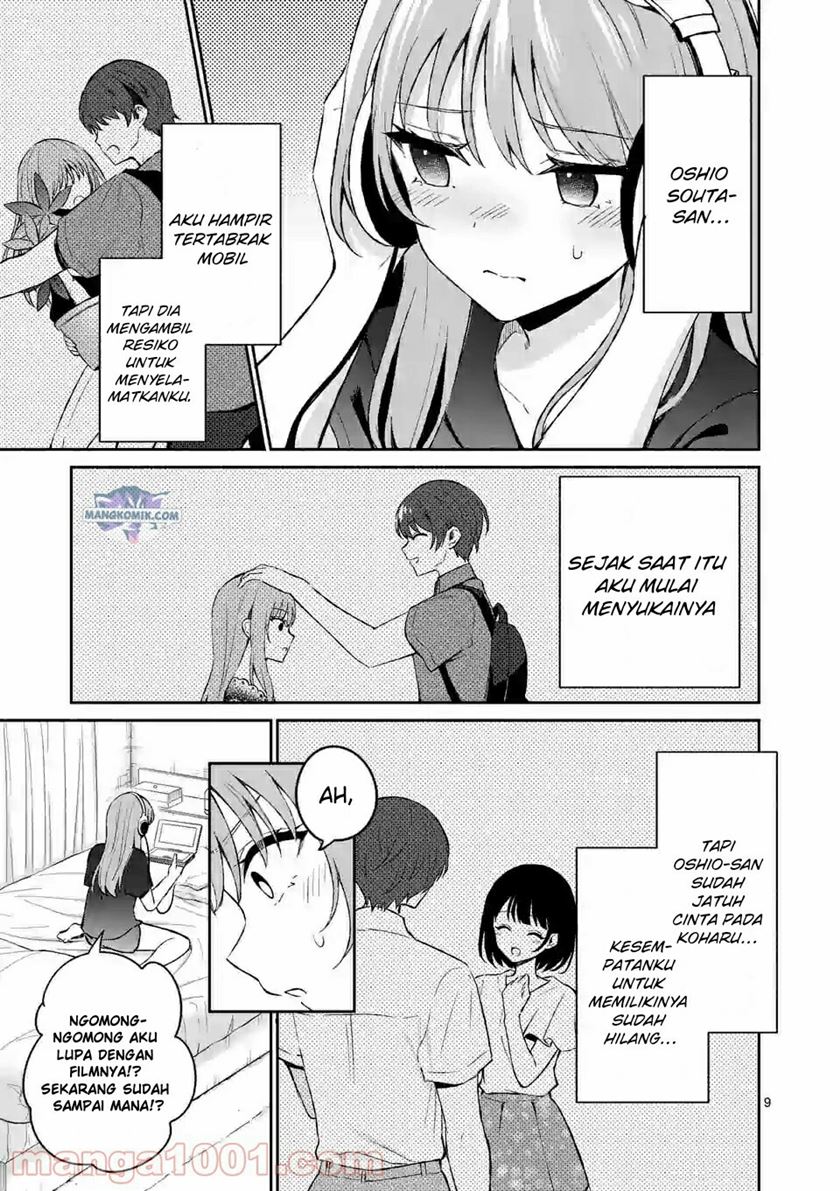 OSHIO
SOUTA-
SAN...
AKU HAMPIR
TERTABRAK
MOBIL
TAPI DIA
MENGAMBIL
RESIKO
UNTUK
MENYELA-
MATKANKU.
MANGKOMIK.COM
SEJAK SAAT ITU
AKU MULAI
MENYUKAINYA
TAPI
OSHIO-SAN
SUDAH
JATUH
CINTA PADA
KOHARU...
KESEM-
PATANKU
UNTUK
MEMILIKINYA
SUDAH
HILANG...
AH,
NGOMONG-
NGOMONG AKU
LUPA DENGAN
FILMNYA!?
SEKARANG SUDAH
SAMPAI MANA!?
9
manga1001.com